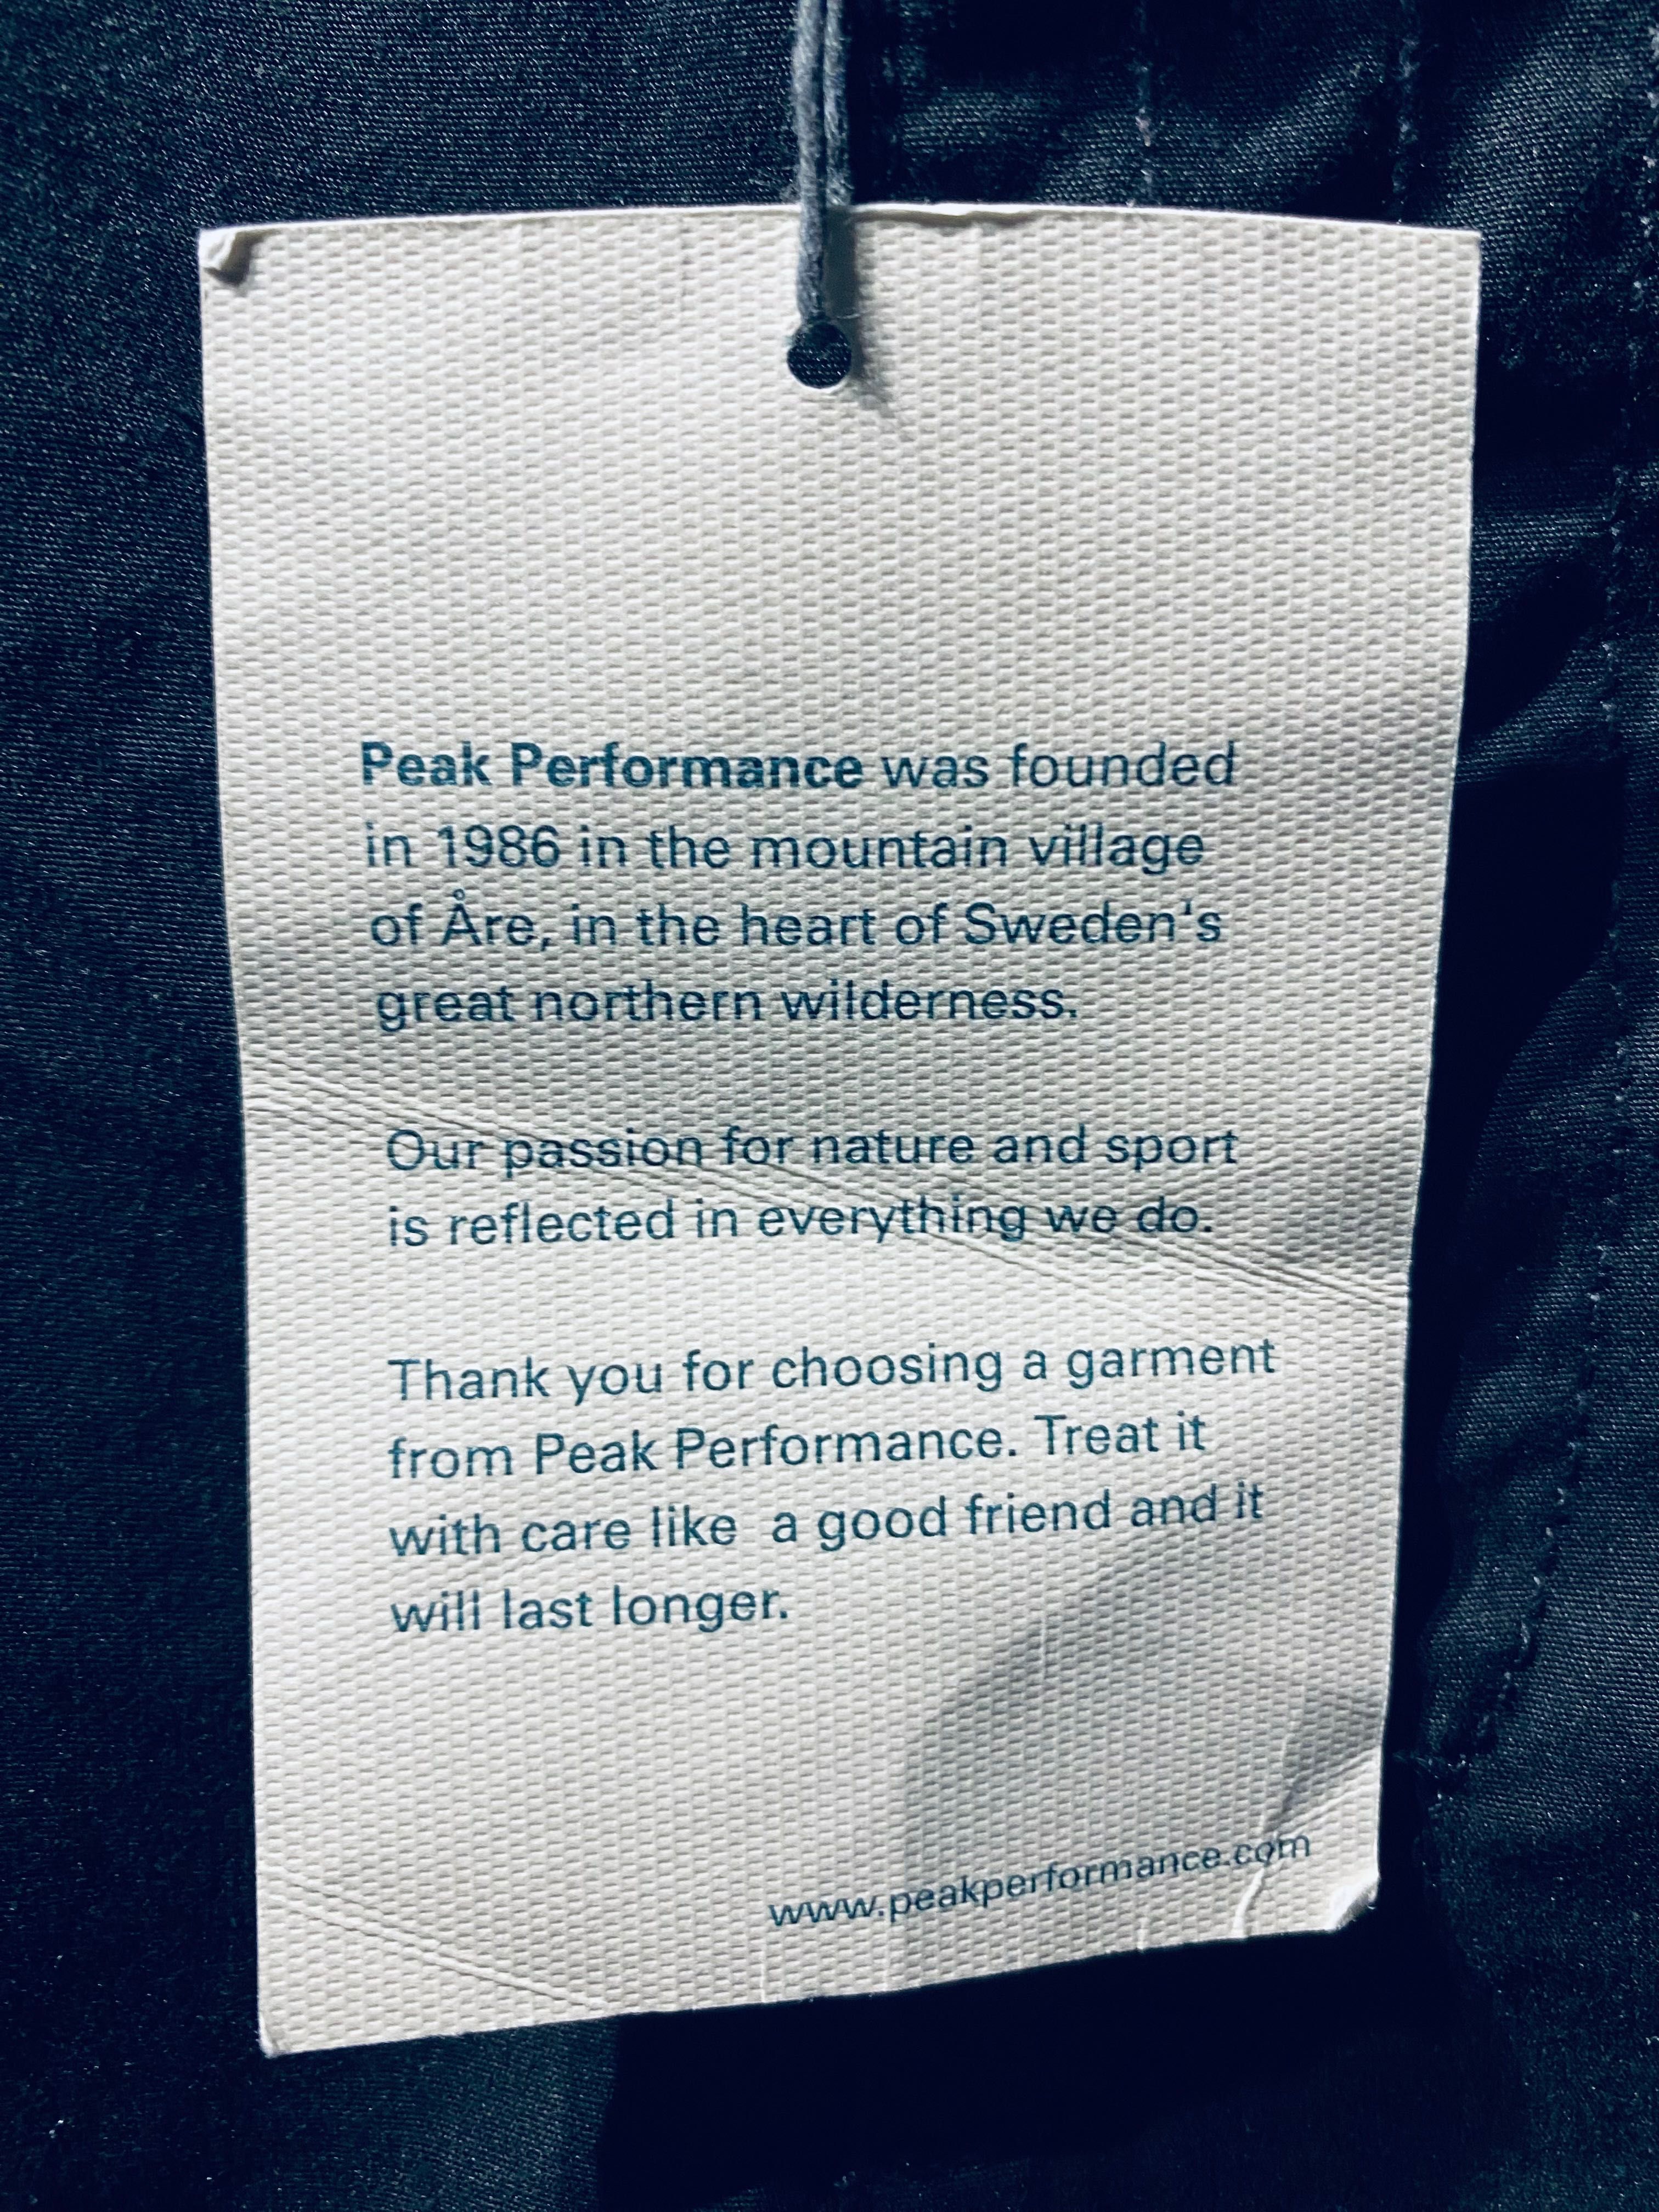 Peak Performance was founded
in 1986 in the mountain village
of Åre, in the heart of Sweden's
great northern wilderness.
Our passion for nature and sport
is reflected in everything we do.
Thank you for choosing a garment
from Peak Performance. Treat it
with care like  a good friend and it
will last longer.
www.peakperformance.com